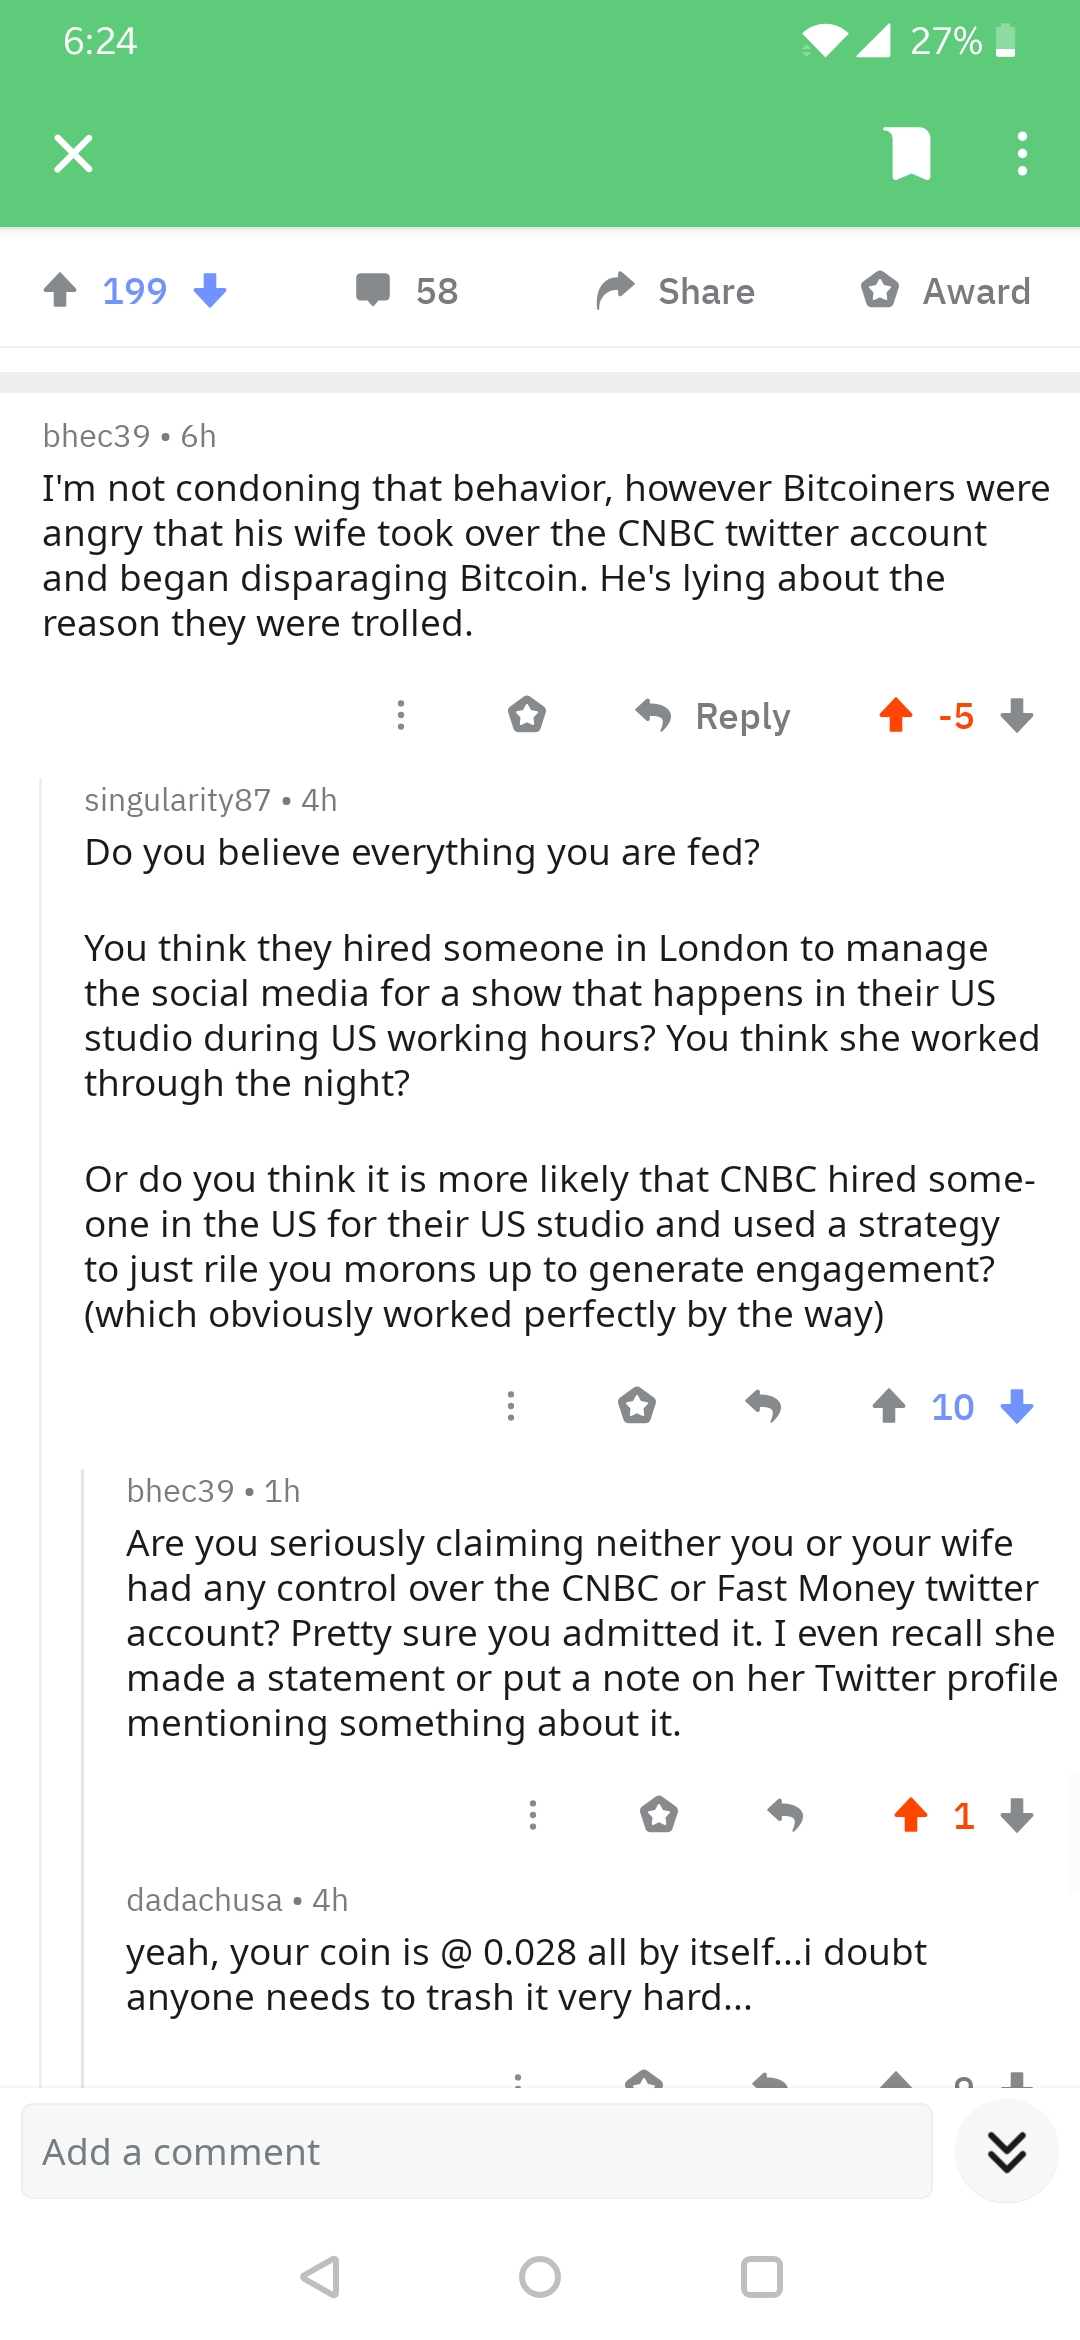 6:24
27%
199
58
Share
Award
bhec39 • 6h
I'm not condoning that behavior, however Bitcoiners were
angry that his wife took over the CNBC twitter account
and began disparaging Bitcoin. He's lying about the
reason they were trolled.
Reply
-5
singularity87 • 4h
Do you believe everything you are fed?
You think they hired someone in London to manage
the social media for a show that happens in their US
studio during US working hours? You think she worked
through the night?
Or do you think it is more likely that CNBC hired some-
one in the US for their US studio and used a strategy
to just rile you morons up to generate engagement?
(which obviously worked perfectly by the way)
10
bhec39 • 1h
Are you seriously claiming neither you or your wife
had any control over the CNBC or Fast Money twitter
account? Pretty sure you admitted it. I even recall she
made a statement or put a note on her Twitter profile
mentioning something about it.
1
dadachusa • 4h
yeah, your coin is @ 0.028 all by itself...i doubt
anyone needs to trash it very hard...
Add a comment